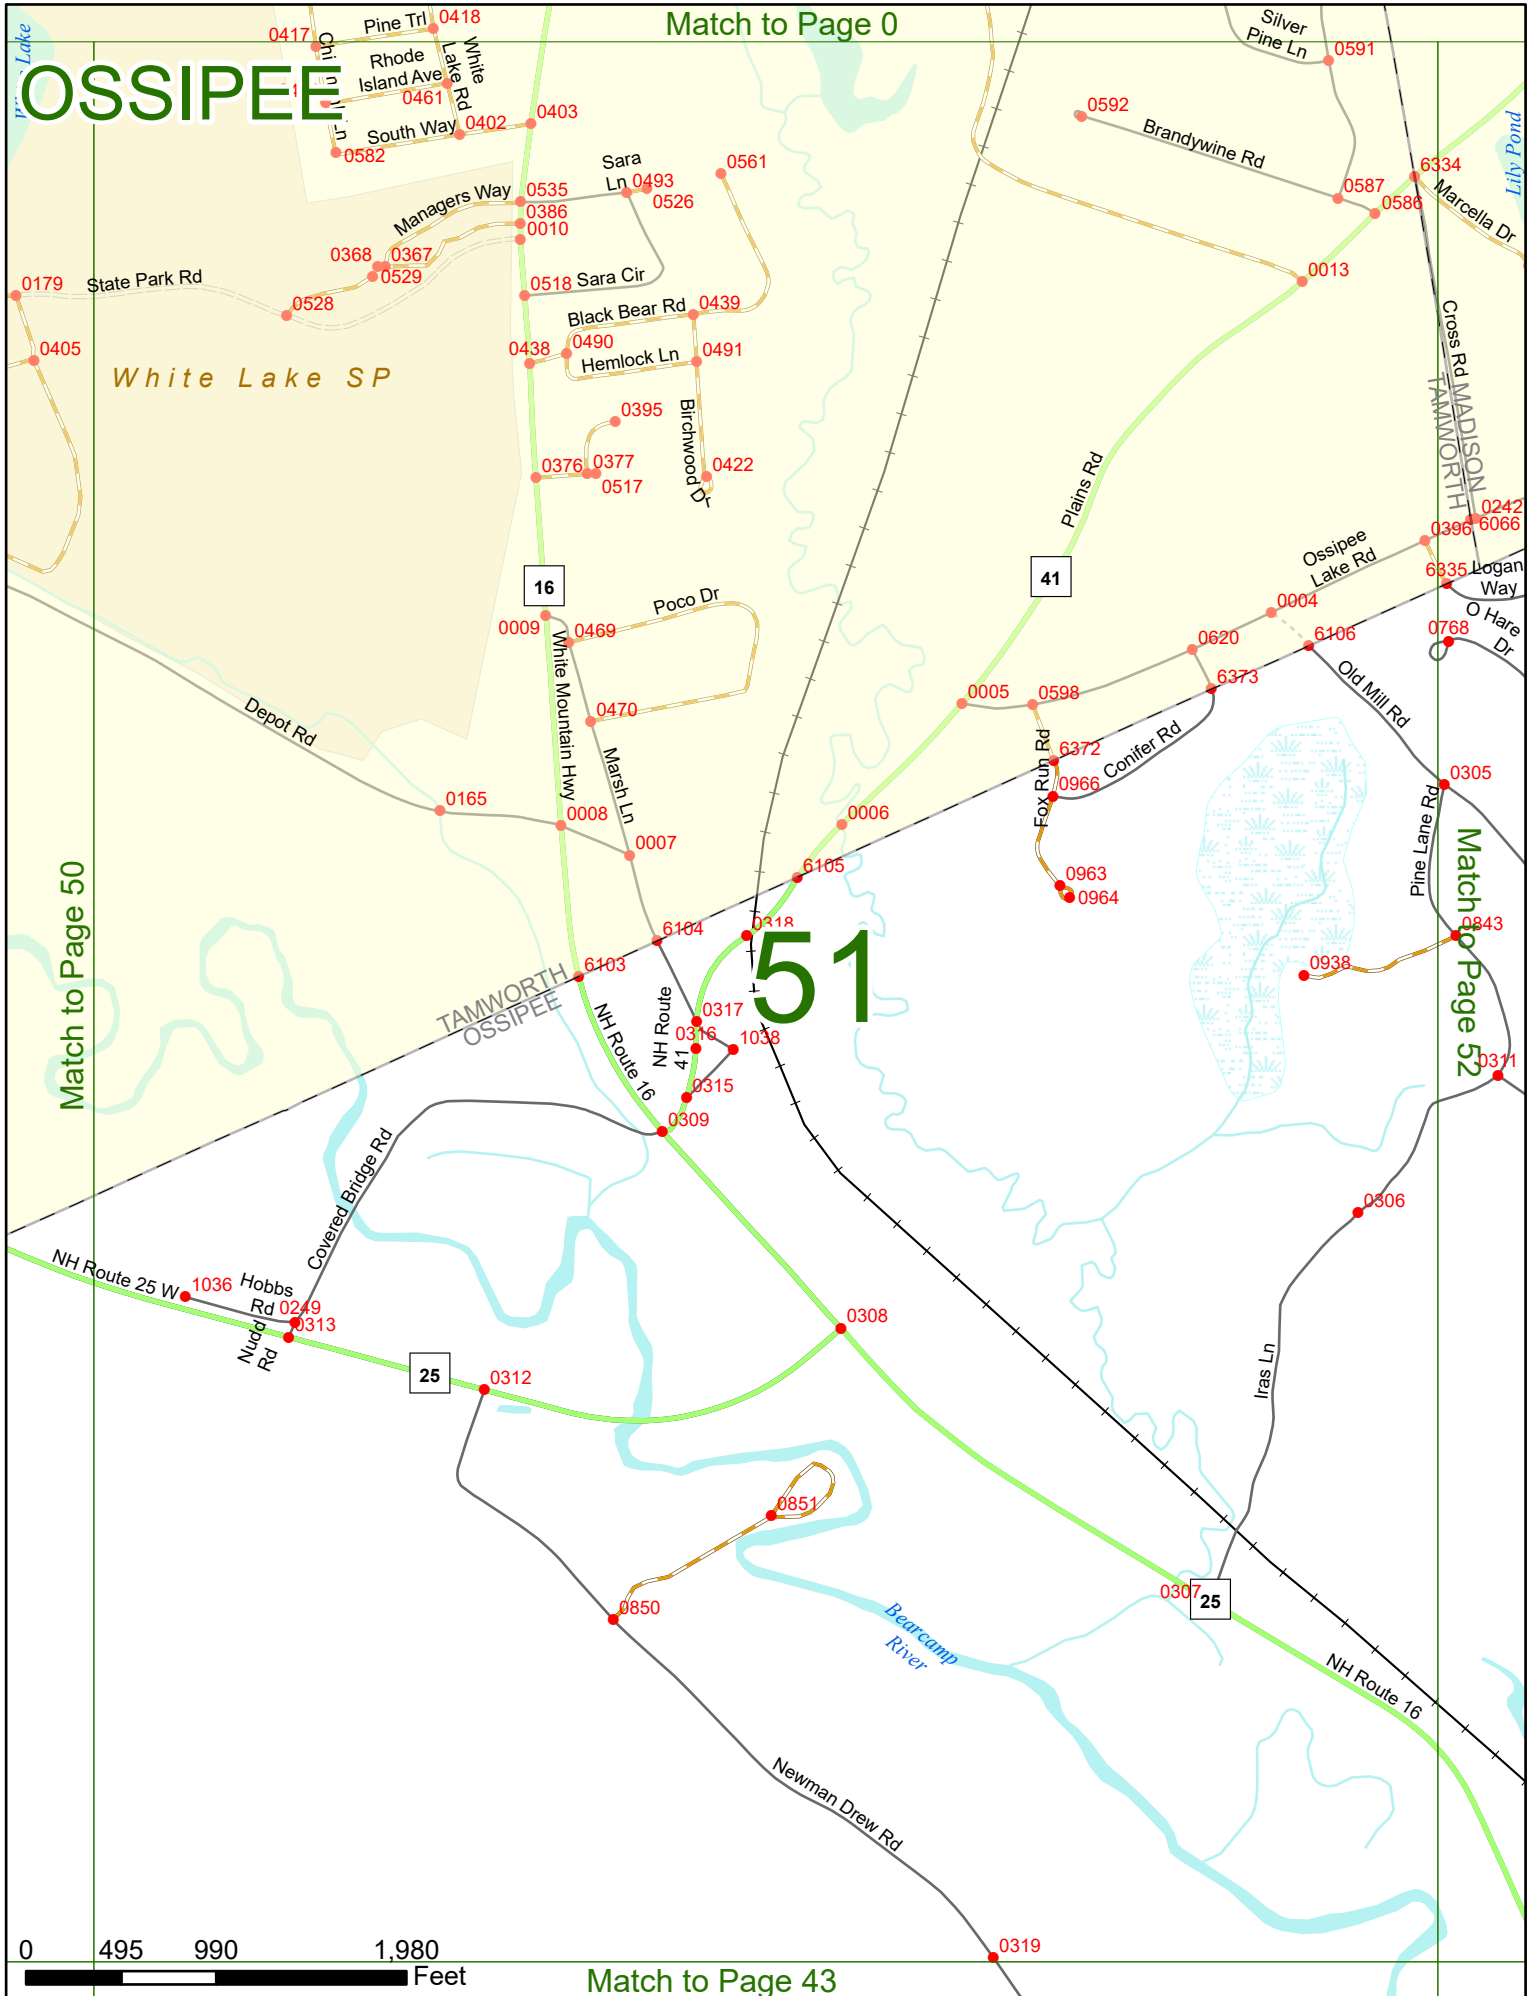 Match to Page 0
OSSIPEE
0417
Pine Trl
0418
Rhode
Island Ave
0461
White
Lake Rd
South Way
0402
0403
0582
Silver
Pine Ln
0591
0592
Brandywine Rd
0587
0586
6334
Marcella Dr
Lily Pond
Sara
Ln
0493
0526
0561
Managers Way
0535
0386
0010
0368
0367
0529
0528
0179
State Park Rd
0405
White Lake SP
0518
Sara Cir
Black Bear Rd
0439
0490
0438
Hemlock Ln
0491
0395
Birchwood Dr
0376
0377
0517
0422
0013
Cross Rd
MADISON
TAMWORTH
Plains Rd
0242
6066
0396
Ossipee
Lake Rd
6335
Logan
Way
16
41
0009
0469
Poco Dr
0004
0620
6106
0768
O Hare
Dr
6373
Old Mill Rd
0005
0598
White Mountain Hwy
0470
Marsh Ln
Depot Rd
6372
Fox Run Rd
Conifer Rd
0966
0305
0165
0008
0007
0006
6105
Pine Lane Rd
0963
0964
Match to Page 50
Match to Page 52
6104
0318
51
0843
0938
6103
TAMWORTH
OSSIPEE
NH Route 16
NH Route
41
0317
0316
1038
0315
0309
0311
Covered Bridge Rd
0306
NH Route 25 W
1036
Hobbs
Rd
0249
0313
Nudd
Rd
0308
25
0312
Iras Ln
0851
0850
0307
25
Bearcamp
River
NH Route 16
Newman Drew Rd
0319
0 495 990 1,980
Feet
Match to Page 43